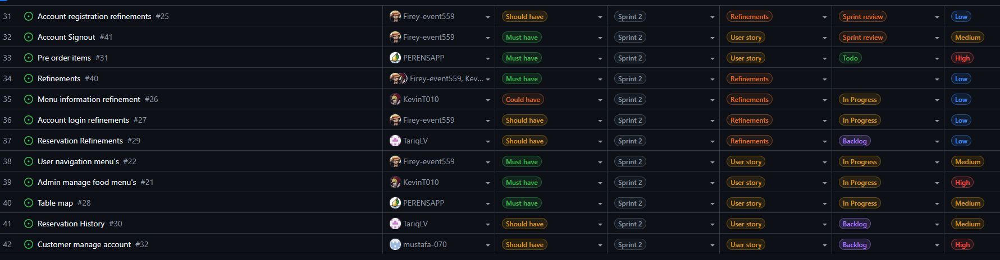 31 Account registration refinements #25 Firey-event559 Should have Sprint 2 Refinements Sprint review Low
32 Account Signout #41 Firey-event559 Must have Sprint 2 User story Sprint review Medium
33 Pre order items #31 PERENSAPP Must have Sprint 2 User story Todo High
34 Refinements #40 Firey-event559, Kev... Must have Sprint 2 Refinements Low
35 Menu information refinement #26 KevinT010 Could have Sprint 2 Refinements In Progress Low
36 Account login refinements #27 Firey-event559 Should have Sprint 2 Refinements In Progress Low
37 Reservation Refinements #29 TariqLV Should have Sprint 2 Refinements Backlog Low
38 User navigation menu's #22 Firey-event559 Must have Sprint 2 User story In Progress Medium
39 Admin manage food menu's #21 KevinT010 Must have Sprint 2 User story In Progress High
40 Table map #28 PERENSAPP Must have Sprint 2 User story In Progress Medium
41 Reservation History #30 TariqLV Should have Sprint 2 User story Backlog Medium
42 Customer manage account #32 mustafa-070 Should have Sprint 2 User story Backlog High